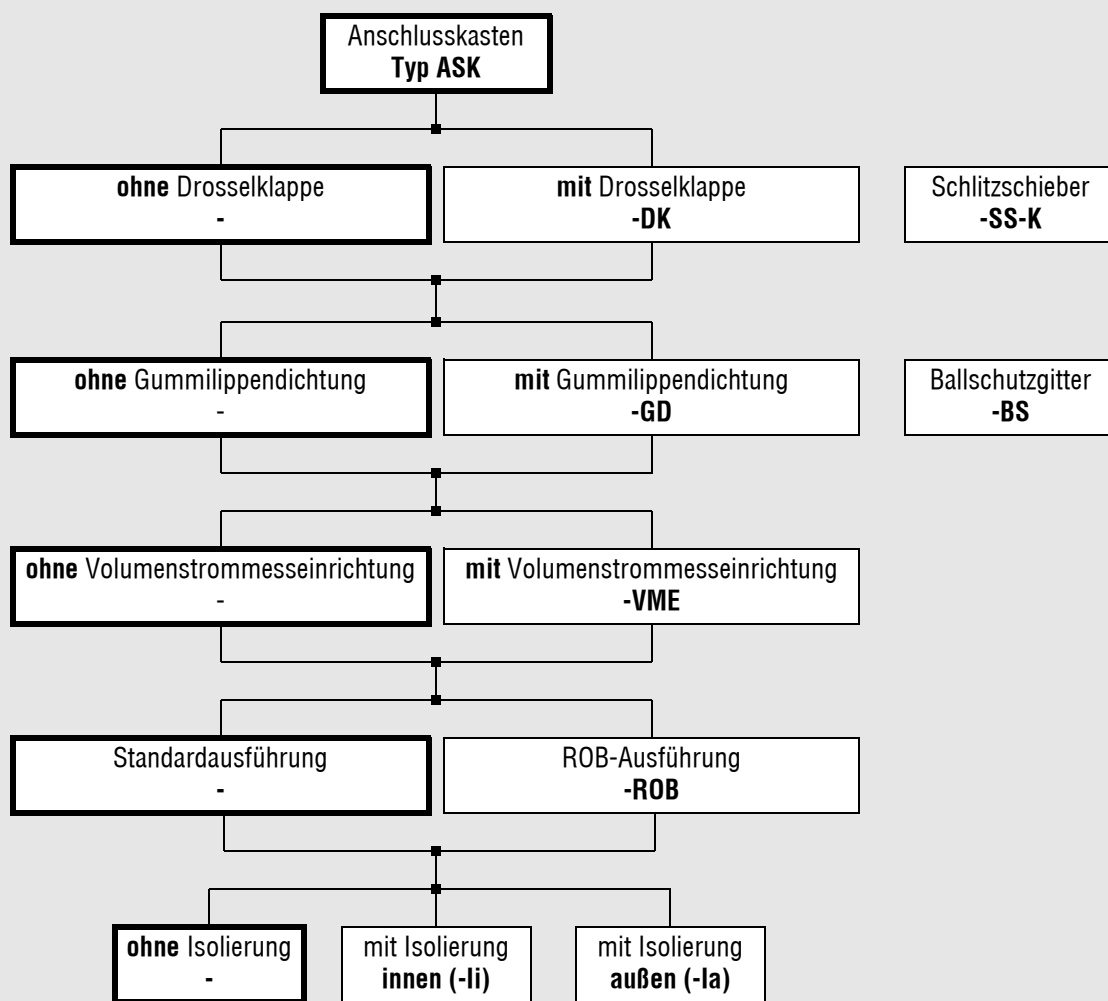 Anschlusskasten
Typ ASK
ohne Drosselklappe
-
mit Drosselklappe
-DK
Schlitzschieber
-SS-K
ohne Gummilippendichtung
-
mit Gummilippendichtung
-GD
Ballschutzgitter
-BS
ohne Volumenstrommesseinrichtung
-
mit Volumenstrommesseinrichtung
-VME
Standardausführung
-
ROB-Ausführung
-ROB
ohne Isolierung
-
mit Isolierung
innen (-Ii)
mit Isolierung
außen (-Ia)